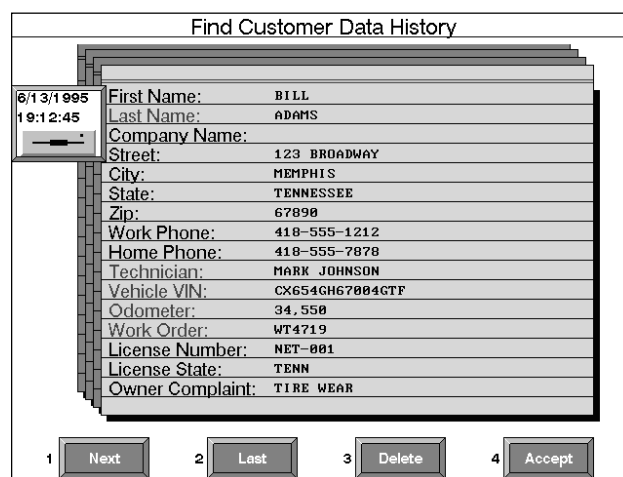 Find Customer Data History
6/13/1995
19:12:45
First Name: BILL
Last Name: ADAMS
Company Name:
Street: 123 BROADWAY
City: MEMPHIS
State: TENNESSEE
Zip: 67890
Work Phone: 418-555-1212
Home Phone: 418-555-7878
Technician: MARK JOHNSON
Vehicle VIN: CX654GH67004GTF
Odometer: 34,550
Work Order: WT4719
License Number: NET-001
License State: TENN
Owner Complaint: TIRE WEAR
1 Next 2 Last 3 Delete 4 Accept